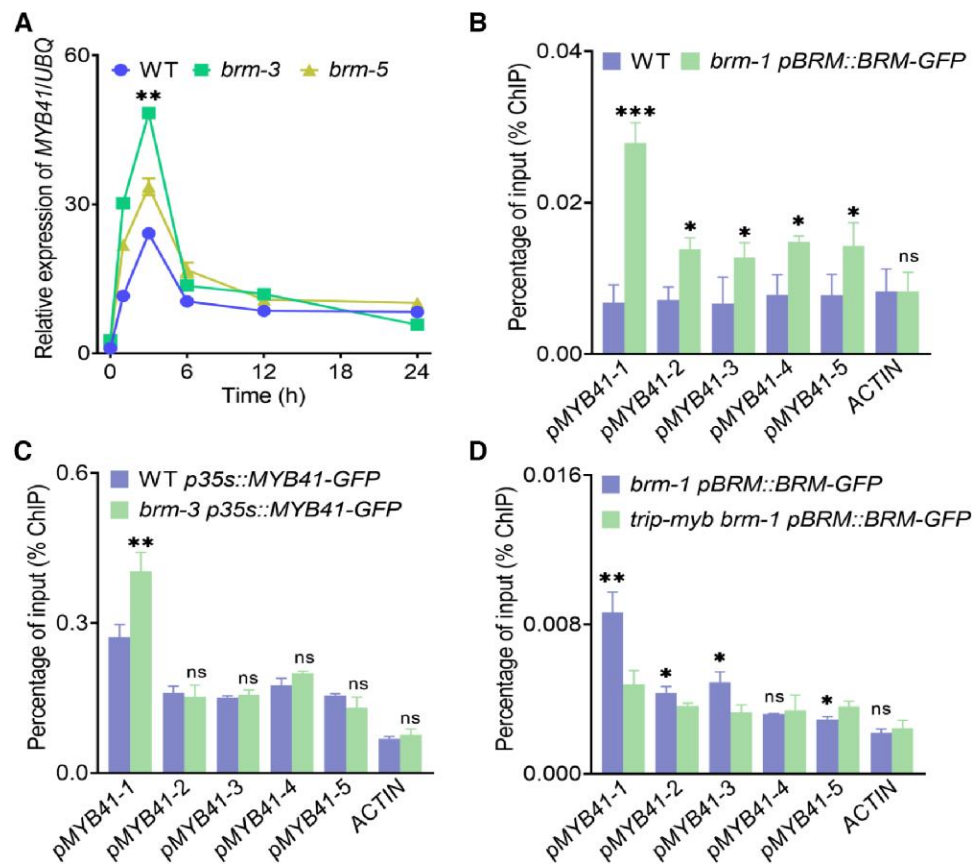 A
WT brm-3 brm-5
Relative expression of MYB41/UBQ
60
30
0
**
0 6 12 18 24
Time (h)
B
WT brm-1 pBRM::BRM-GFP
Percentage of input (% ChIP)
0.04
0.02
0.00
*** * * * * ns
pMYB41-1 pMYB41-2 pMYB41-3 pMYB41-4 pMYB41-5 ACTIN
C
WT p35s::MYB41-GFP
brm-3 p35s::MYB41-GFP
Percentage of input (% ChIP)
0.6
0.3
0.0
** ns ns ns ns ns
pMYB41-1 pMYB41-2 pMYB41-3 pMYB41-4 pMYB41-5 ACTIN
D
brm-1 pBRM::BRM-GFP
trip-myb brm-1 pBRM::BRM-GFP
Percentage of input (% ChIP)
0.016
0.008
0.000
** * * ns * ns
pMYB41-1 pMYB41-2 pMYB41-3 pMYB41-4 pMYB41-5 ACTIN